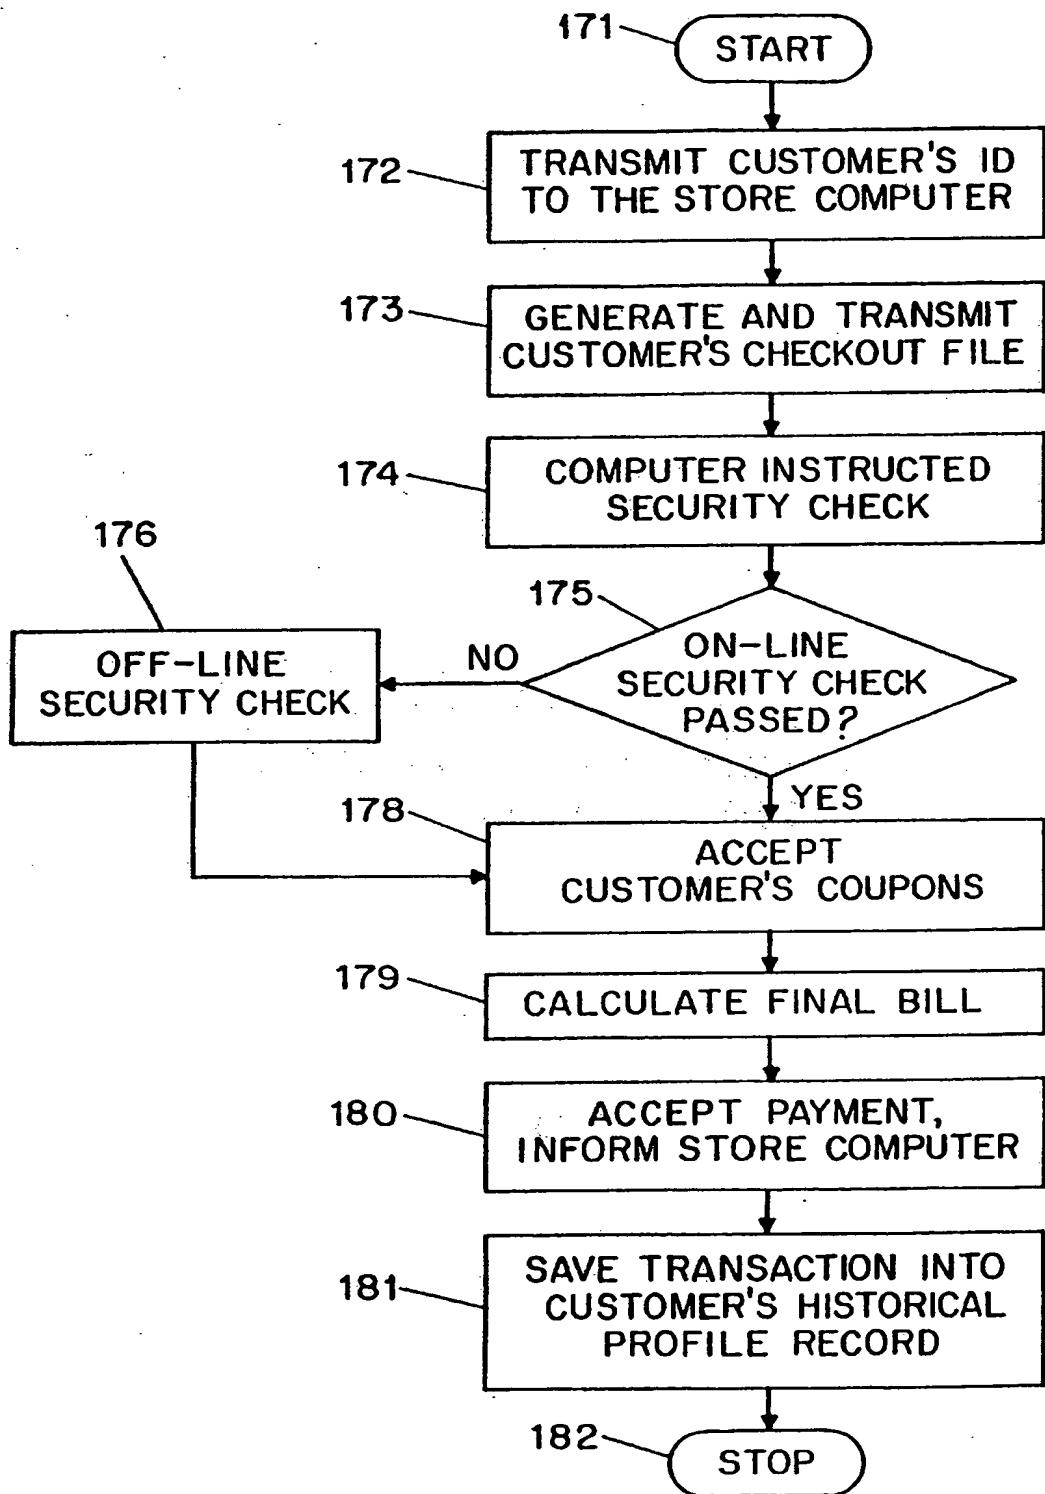 171
START
172
TRANSMIT CUSTOMER'S ID
TO THE STORE COMPUTER
173
GENERATE AND TRANSMIT
CUSTOMER'S CHECKOUT FILE
174
COMPUTER INSTRUCTED
SECURITY CHECK
175
ON-LINE
SECURITY CHECK
PASSED?
NO
176
OFF-LINE
SECURITY CHECK
YES
178
ACCEPT
CUSTOMER'S COUPONS
179
CALCULATE FINAL BILL
180
ACCEPT PAYMENT,
INFORM STORE COMPUTER
181
SAVE TRANSACTION INTO
CUSTOMER'S HISTORICAL
PROFILE RECORD
182
STOP